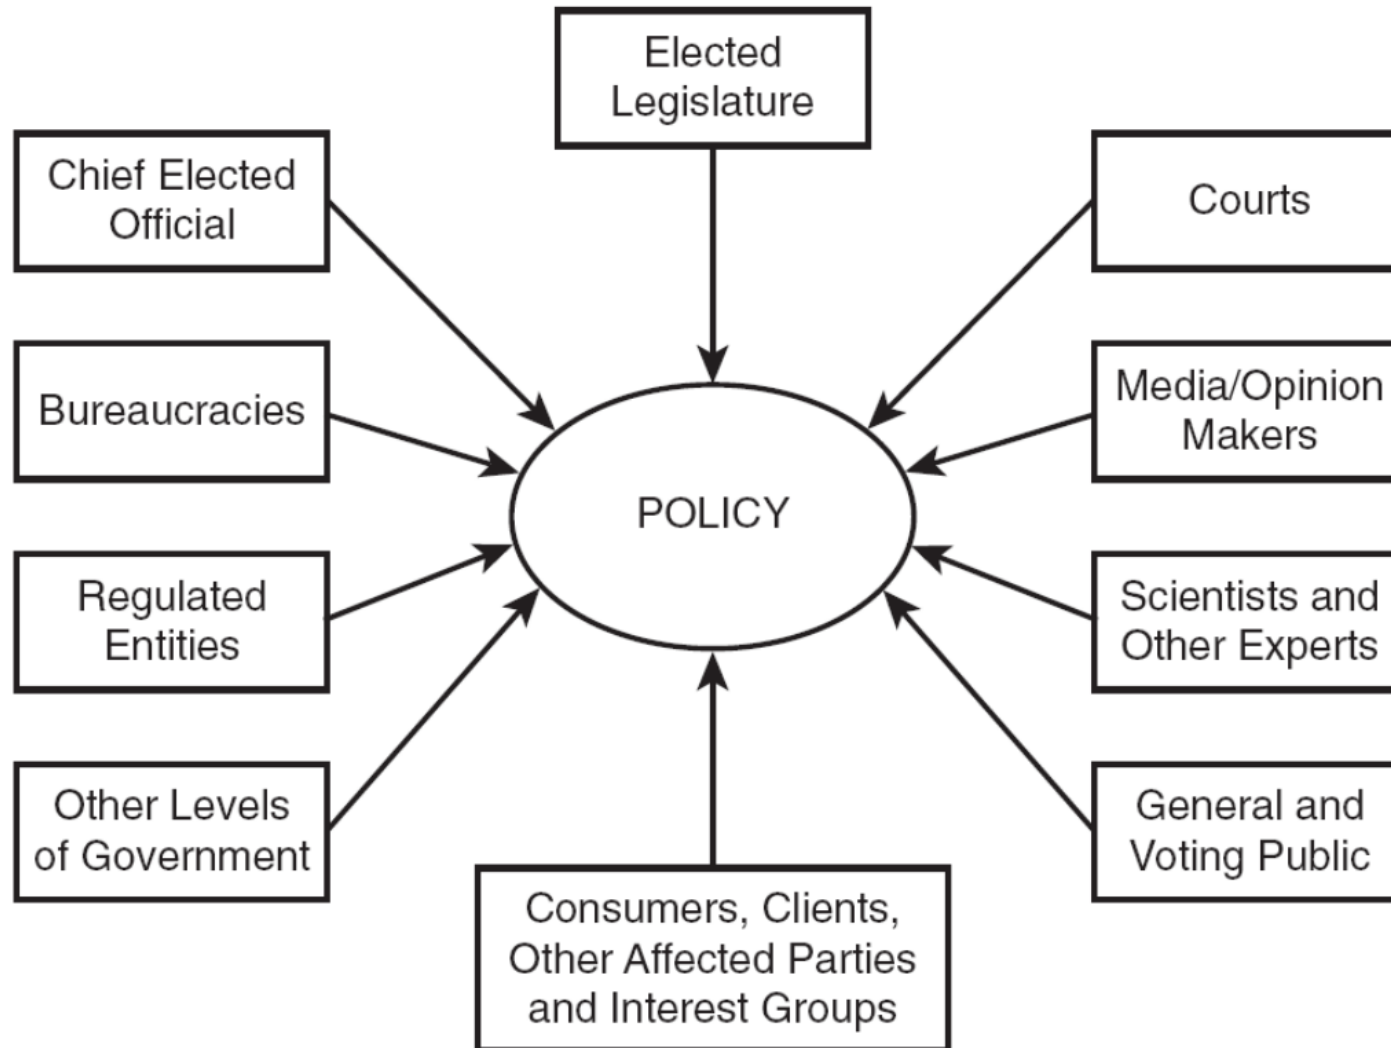 Elected
Legislature
Chief Elected
Official
Courts
Bureaucracies
Media/Opinion
Makers
POLICY
Regulated
Entities
Scientists and
Other Experts
Other Levels
of Government
General and
Voting Public
Consumers, Clients,
Other Affected Parties
and Interest Groups